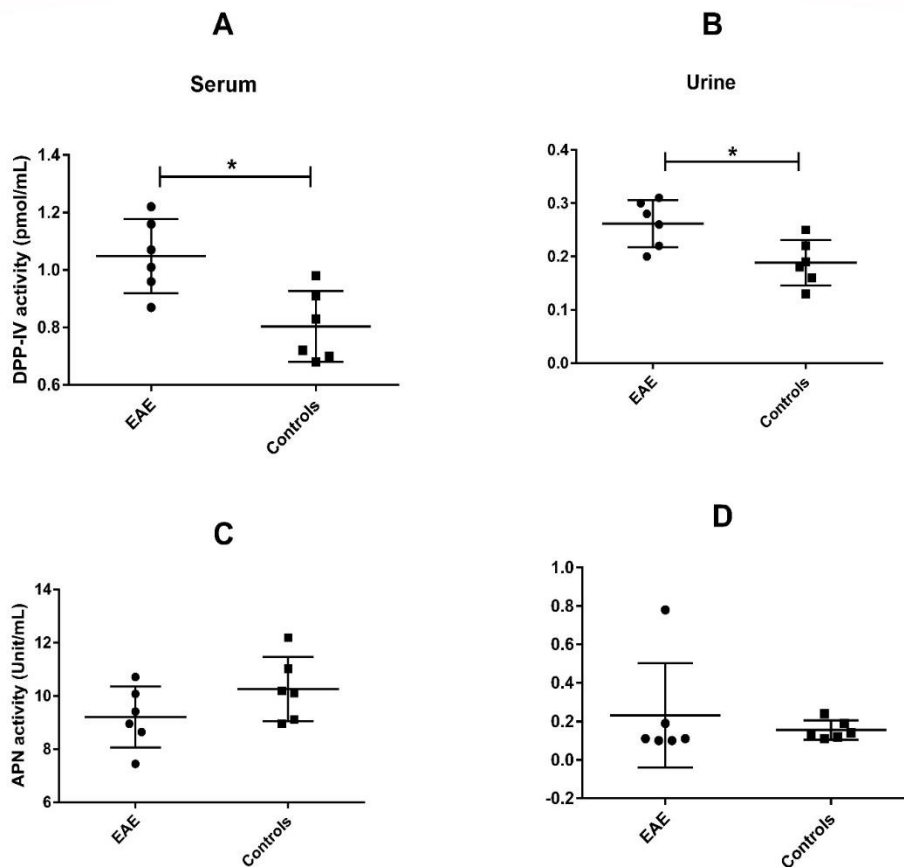 A
Serum
DPP-IV activity (pmol/mL)
1.4
1.2
1.0
0.8
0.6
*
EAE
Controls
B
Urine
0.4
0.3
0.2
0.1
0.0
*
EAE
Controls
C
APN activity (Unit/mL)
14
12
10
8
6
EAE
Controls
D
1.0
0.8
0.6
0.4
0.2
0.0
-0.2
EAE
Controls